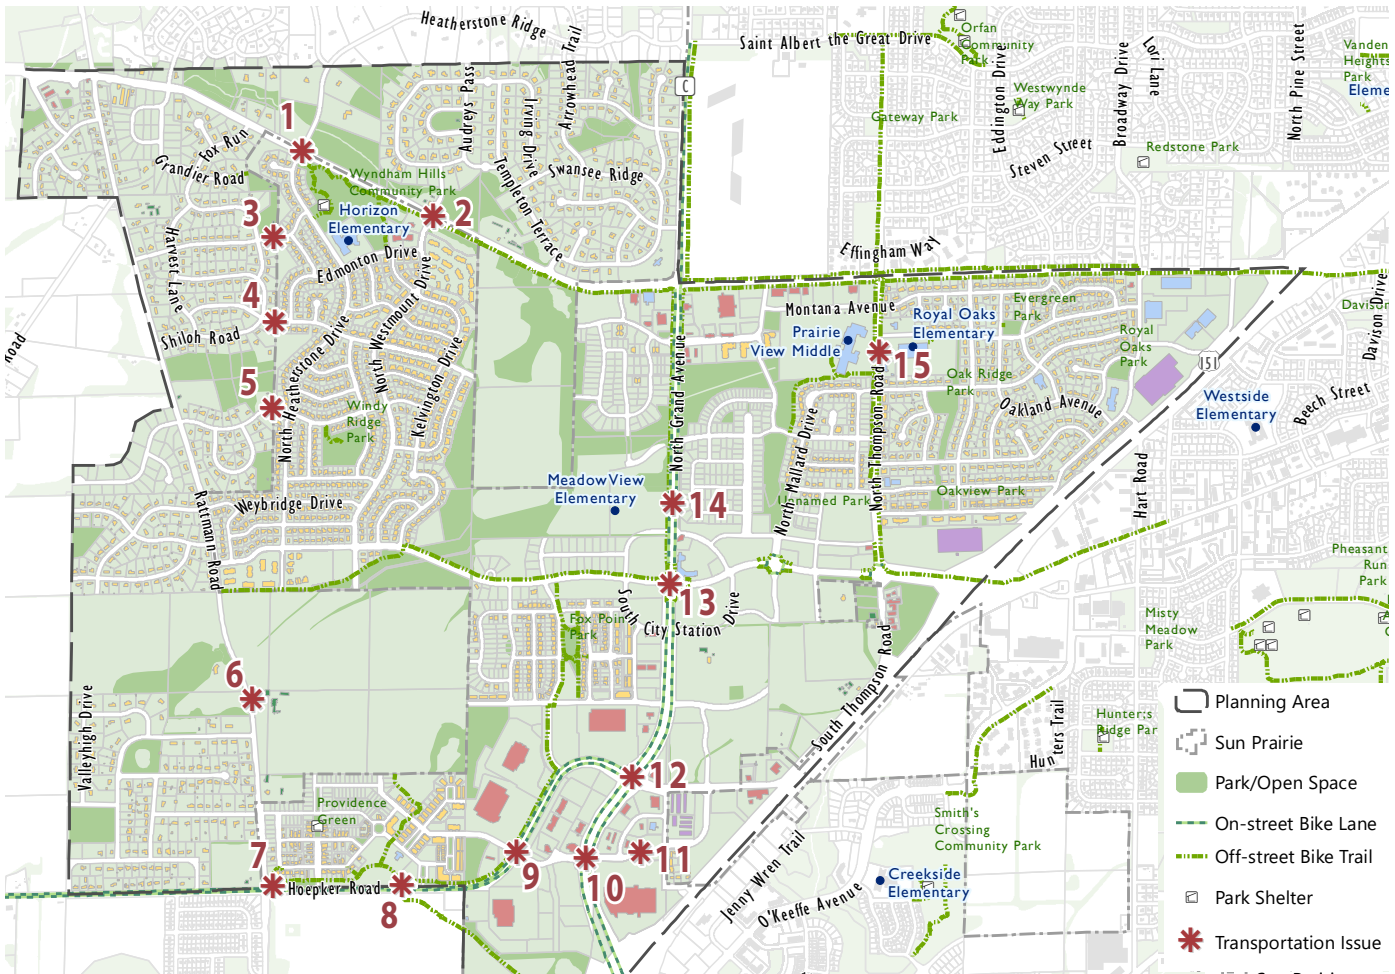 Heatherstone Ridge
Saint Albert the Great Drive
Orfan
Community
Park
Eddington Drive
Broadway Drive
Lori Lane
North Pine Street
Vanden
Heights
Park
Eleme
Westwynde
Way Park
Gateway Park
Steven Street
Redstone Park
C
Audreys Pass
Irving Drive
Arrowhead Trail
Templeton Terrace
Swansee Ridge
1
Fox Run
Grandier Road
Wyndham Hills
Community Park
2
3
Horizon
Elementary
Harvest Lane
Edmonton Drive
Effingham Way
4
Shiloh Road
North Westmount Drive
North Heatherstone Drive
Kelvington Drive
Montana Avenue
Evergreen
Park
Royal Oaks
Elementary
Prairie
View Middle
Royal
Oaks
Park
Davison Drive
Davison
151
15
5
Oak Ridge
Park
Oakland Avenue
Westside
Elementary
Beech Street
North Grand Avenue
Windy
Ridge
Park
North Mallard Drive
North Thompson Road
Hart Road
Road
Rattmann Road
Weybridge Drive
Meadow View
Elementary
14
Unnamed Park
Oakview Park
Pheasant
Run
Park
13
South City Station Drive
Fox Point
Park
Misty
Meadow
Park
6
South Thompson Road
Valleyhigh Drive
Hunter;s
Ridge Par
Hunters Trail
12
Providence
Green
Smith's
Crossing
Community Park
7
Hoepker Road
8
9
10
11
Jenny Wren Trail
O'Keeffe Avenue
Creekside
Elementary
Planning Area
Sun Prairie
Park/Open Space
On-street Bike Lane
Off-street Bike Trail
Park Shelter
Transportation Issue